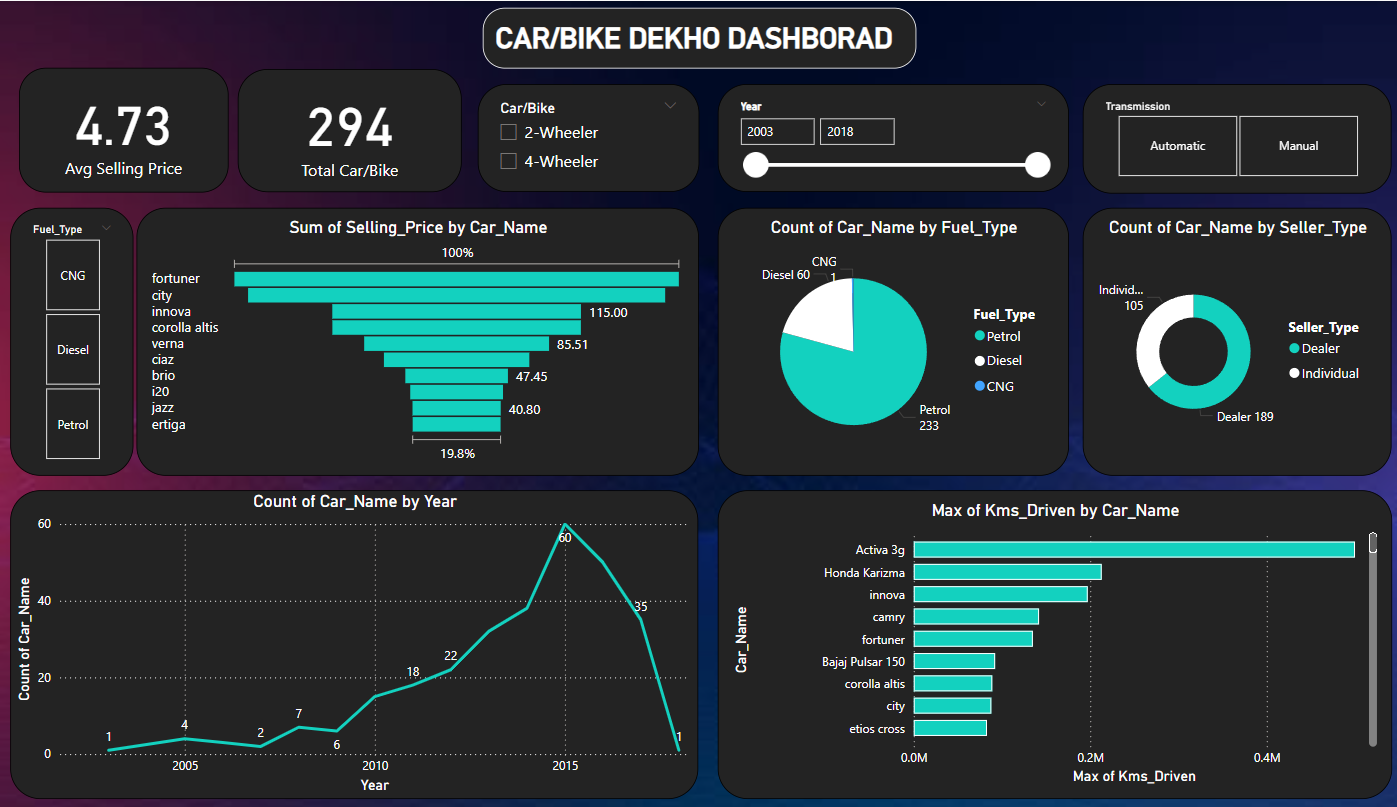 CAR/BIKE DEKHO DASHBORAD
4.73
Avg Selling Price
294
Total Car/Bike
Car/Bike
2-Wheeler
4-Wheeler
Year
2003 2018
Transmission
Automatic Manual
Fuel_Type
CNG
Diesel
Petrol
Sum of Selling_Price by Car_Name
100%
fortuner
city
innova 115.00
corolla altis
verna 85.51
ciaz
brio 47.45
i20
jazz 40.80
ertiga
19.8%
Count of Car_Name by Fuel_Type
CNG
1
Diesel 60
Petrol
233
Fuel_Type
Petrol
Diesel
CNG
Count of Car_Name by Seller_Type
Individ...
105
Dealer 189
Seller_Type
Dealer
Individual
Count of Car_Name by Year
Count of Car_Name
60
40
20
0
1
4
2
7
6
18
22
60
35
1
2005 2010 2015
Year
Max of Kms_Driven by Car_Name
Car_Name
Activa 3g
Honda Karizma
innova
camry
fortuner
Bajaj Pulsar 150
corolla altis
city
etios cross
0.0M 0.2M 0.4M
Max of Kms_Driven